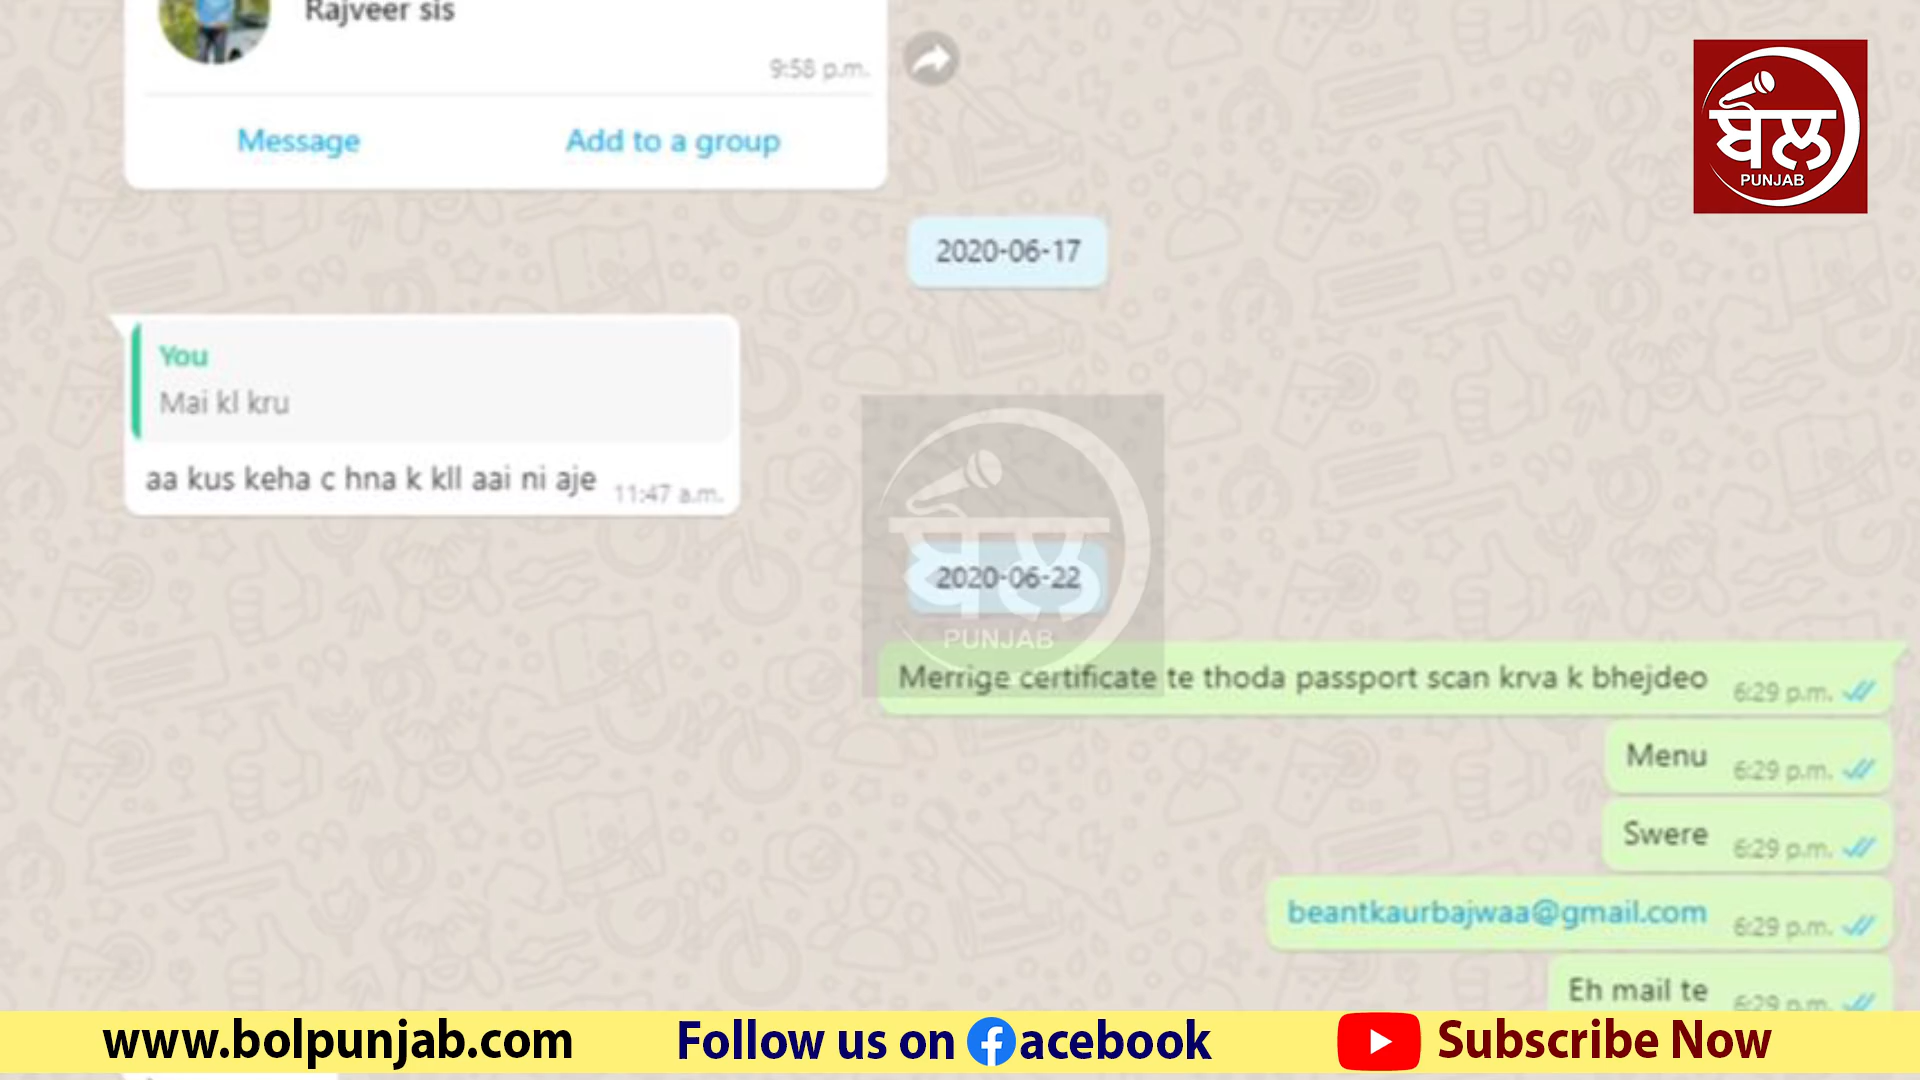 Rajveer sis
9:58 p.m.
Message Add to a group
ਬੋਲ
PUNJAB
2020-06-17
You
Mai kl kru
aa kus keha c hna k kll aai ni aje 11:47 a.m.
2020-06-22
ਬੋਲ
PUNJAB
Merrige certificate te thoda passport scan krva k bhejdeo 6:29 p.m.
Menu 6:29 p.m.
Swere 6:29 p.m.
beantkaurbajwaa@gmail.com 6:29 p.m.
Eh mail te 6:29 p.m.
www.bolpunjab.com Follow us on facebook Subscribe Now